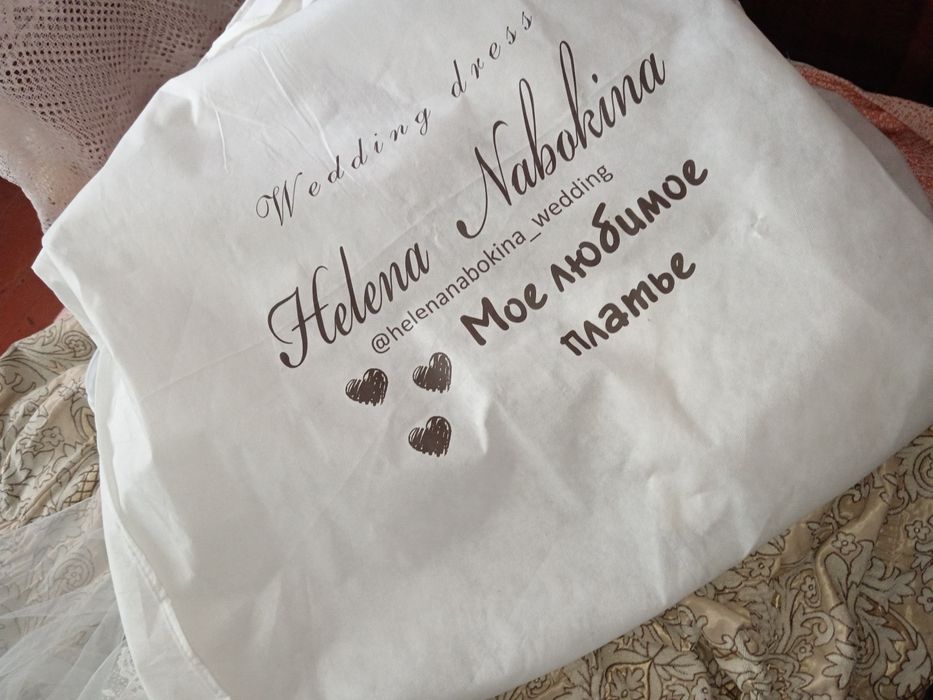 Wedding dress
Helena Nabokina
@helenanabokina_wedding
Мое любимое
платье